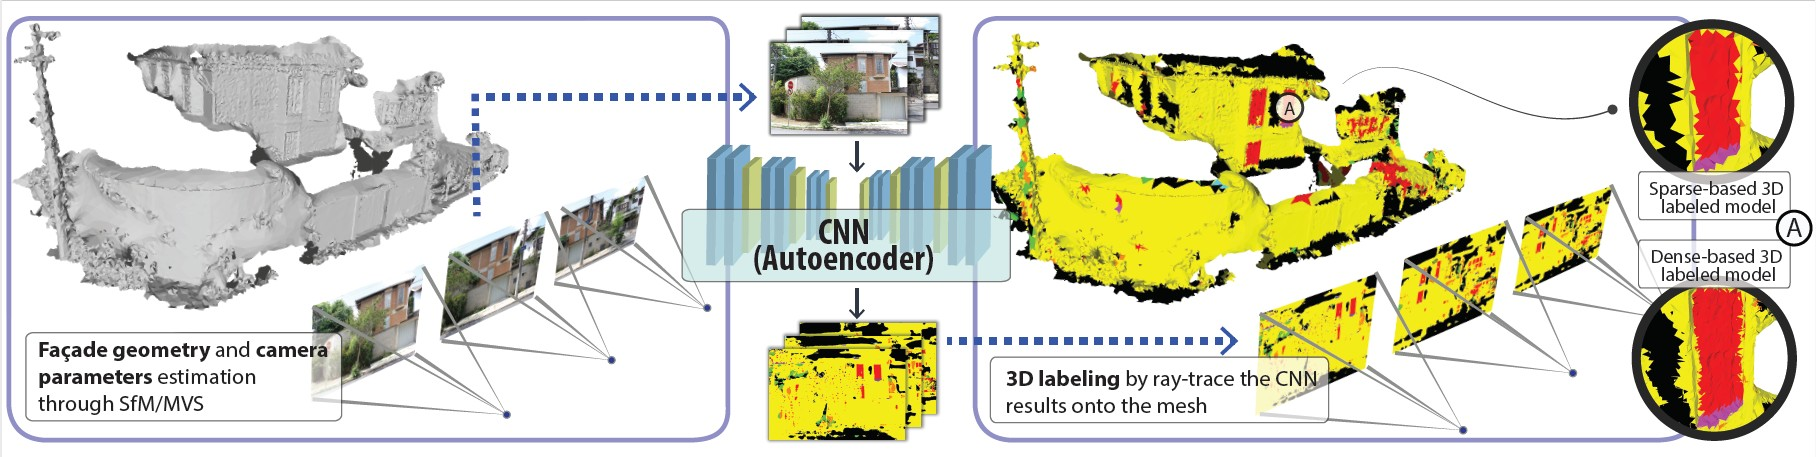 Façade geometry and camera
parameters estimation
through SfM/MVS
CNN
(Autoencoder)
3D labeling by ray-trace the CNN
results onto the mesh
A
Sparse-based 3D
labeled model
A
Dense-based 3D
labeled model